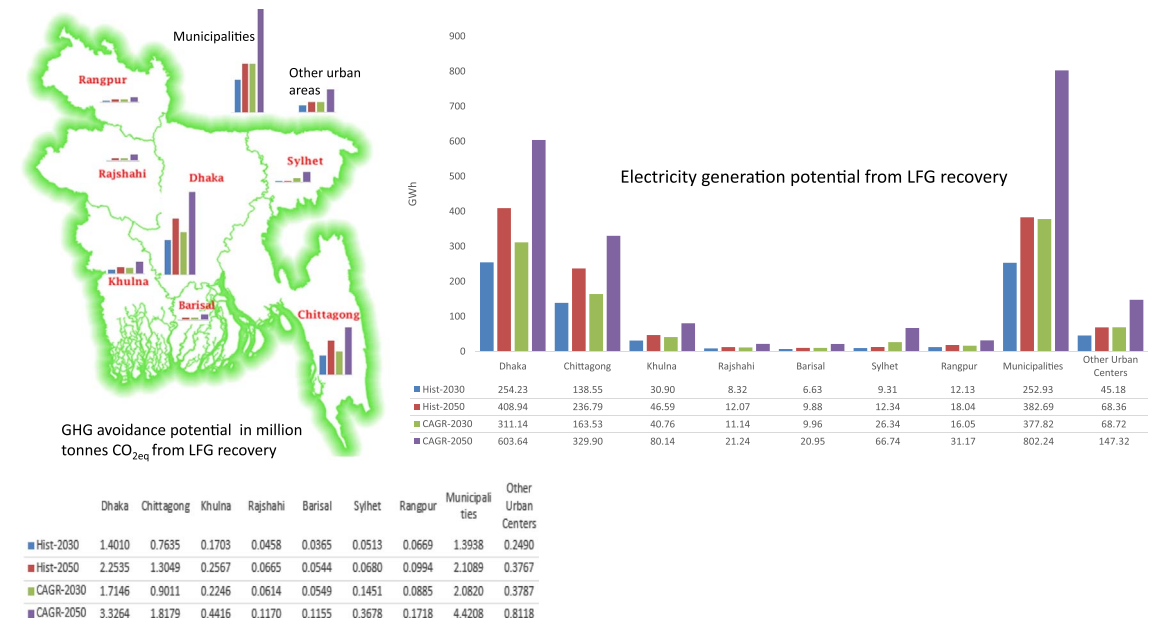 Municipalities
Other urban
areas
Rangpur
Rajshahi
Dhaka
Sylhet
Khulna
Barisal
Chittagong
GHG avoidance potential in million
tonnes CO2eq from LFG recovery
Electricity generation potential from LFG recovery
GWh
900
800
700
600
500
400
300
200
100
0
Dhaka Chittagong Khulna Rajshahi Barisal Sylhet Rangpur Municipalities Other Urban
Centers
Hist-2030 254.23 138.55 30.90 8.32 6.63 9.31 12.13 252.93 45.18
Hist-2050 408.94 236.79 46.59 12.07 9.88 12.34 18.04 382.69 68.36
CAGR-2030 311.14 163.53 40.76 11.14 9.96 26.34 16.05 377.82 68.72
CAGR-2050 603.64 329.90 80.14 21.24 20.95 66.74 31.17 802.24 147.32
Dhaka Chittagong Khulna Rajshahi Barisal Sylhet Rangpur Municipali
ties
Other
Urban
Centers
Hist-2030 1.4010 0.7635 0.1703 0.0458 0.0365 0.0513 0.0669 1.3938 0.2490
Hist-2050 2.2535 1.3049 0.2567 0.0665 0.0544 0.0680 0.0994 2.1089 0.3767
CAGR-2030 1.7146 0.9011 0.2246 0.0614 0.0549 0.1451 0.0885 2.0820 0.3787
CAGR-2050 3.3264 1.8179 0.4416 0.1170 0.1155 0.3678 0.1718 4.4208 0.8118